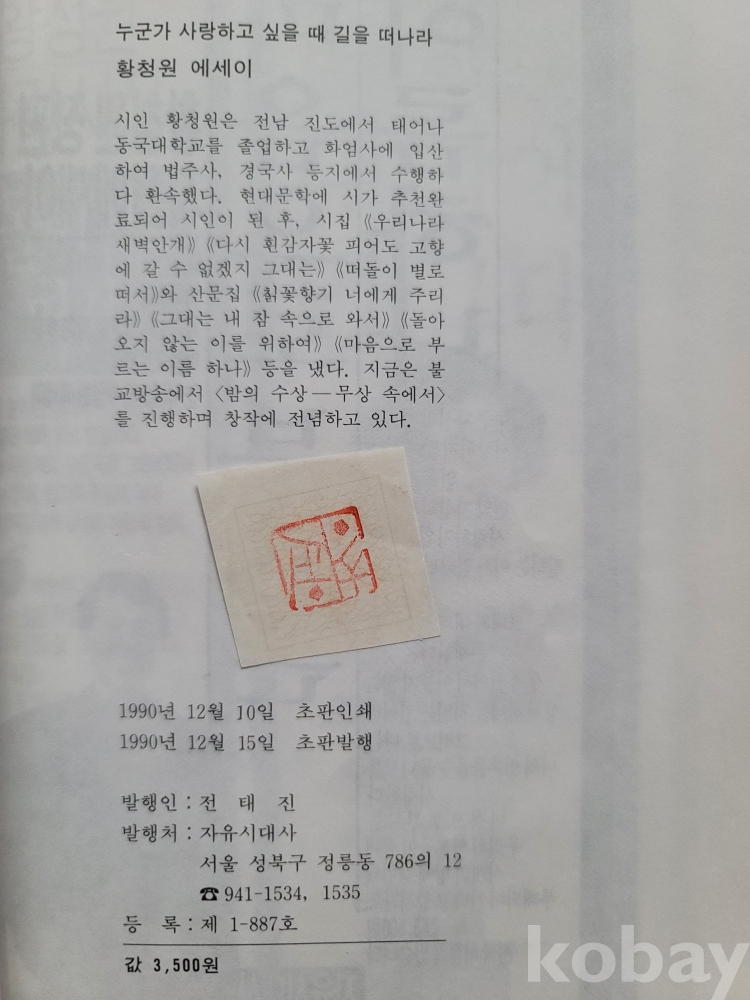 누군가 사랑하고 싶을 때 길을 떠나라
황청원 에세이
시인 황청원은 전남 진도에서 태어나
동국대학교를 졸업하고 화엄사에 입산
하여 법주사, 경국사 등지에서 수행하
다 환속했다. 현대문학에 시가 추천완
료되어 시인이 된 후, 시집 《우리나라
새벽안개》《다시 흰감자꽃 피어도 고향
에 갈 수 없겠지 그대는》《떠돌이 별로
떠서》와 산문집 《칡꽃향기 너에게 주리
라》《그대는 내 잠 속으로 와서》《돌아
오지 않는 이를 위하여》《마음으로 부
르는 이름 하나》 등을 냈다. 지금은 불
교방송에서 〈밤의 수상―무상 속에서〉
를 진행하며 창작에 전념하고 있다.
1990년 12월 10일 초판인쇄
1990년 12월 15일 초판발행
발행인 : 전 태 진
발행처 : 자유시대사
서울 성북구 정릉동 786의 12
☎ 941-1534, 1535
등 록 : 제 1-887호
값 3,500원
kobay